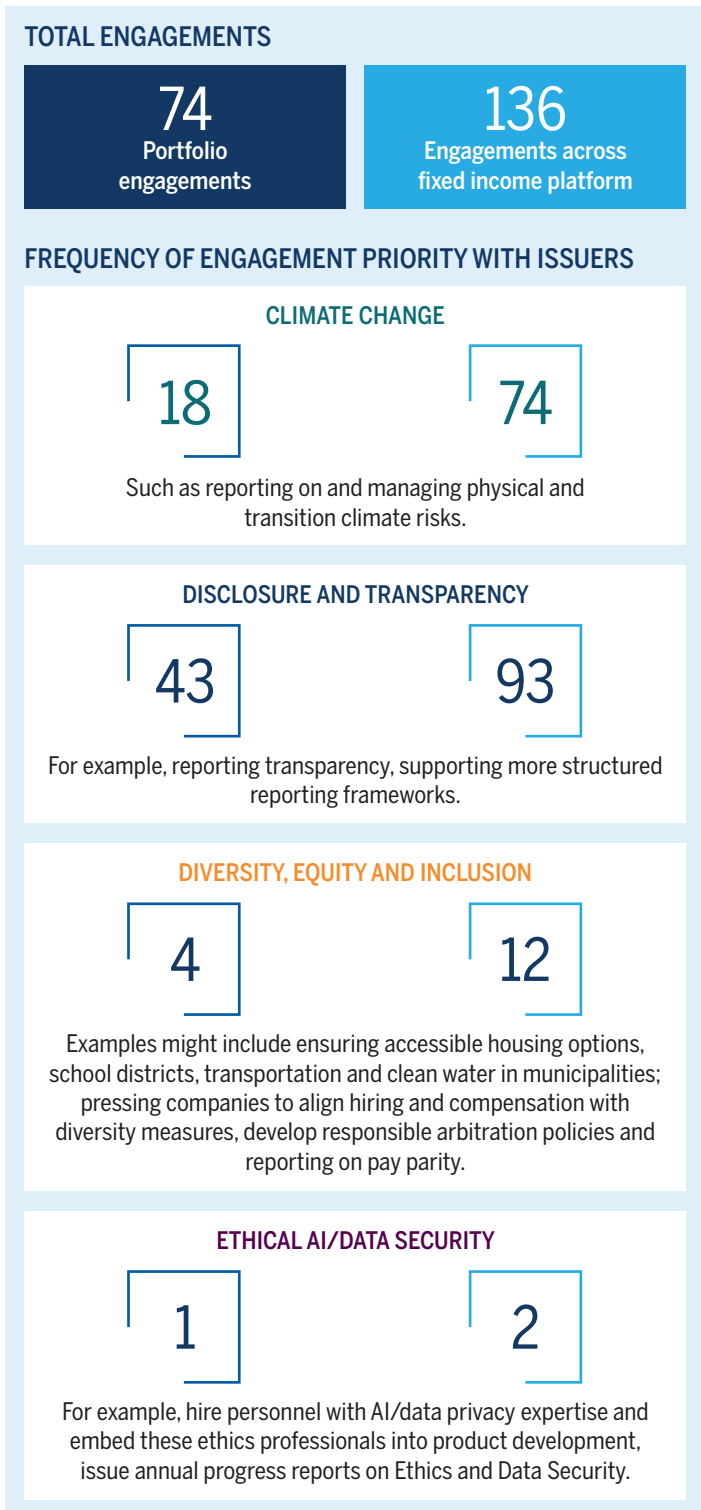 TOTAL ENGAGEMENTS
74
Portfolio
engagements
136
Engagements across
fixed income platform
FREQUENCY OF ENGAGEMENT PRIORITY WITH ISSUERS
CLIMATE CHANGE
18
74
Such as reporting on and managing physical and
transition climate risks.
DISCLOSURE AND TRANSPARENCY
43
93
For example, reporting transparency, supporting more structured
reporting frameworks.
DIVERSITY, EQUITY AND INCLUSION
4
12
Examples might include ensuring accessible housing options,
school districts, transportation and clean water in municipalities;
pressing companies to align hiring and compensation with
diversity measures, develop responsible arbitration policies and
reporting on pay parity.
ETHICAL AI/DATA SECURITY
1
2
For example, hire personnel with AI/data privacy expertise and
embed these ethics professionals into product development,
issue annual progress reports on Ethics and Data Security.